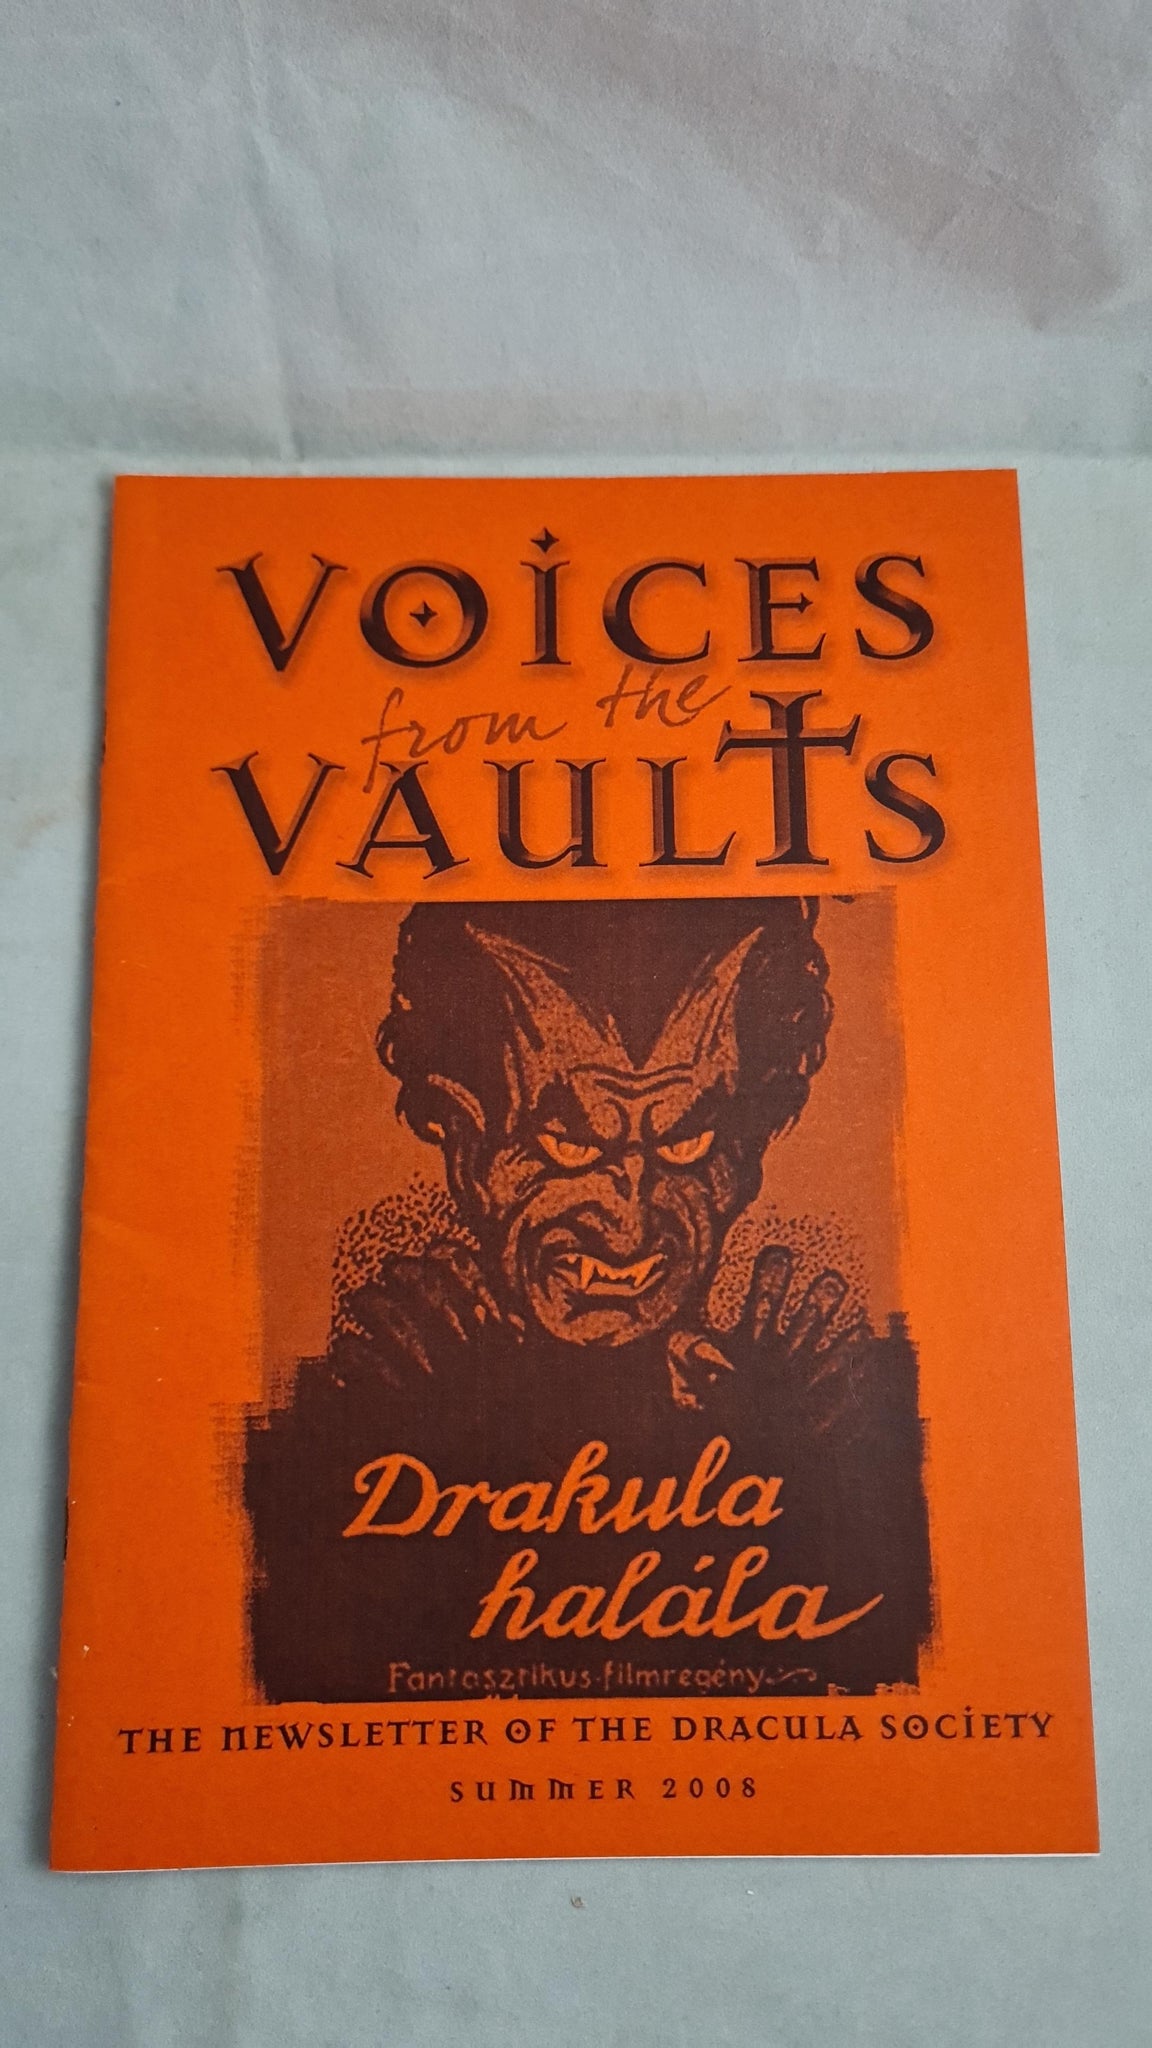 VOICES
from the
VAULTS
Drakula
halála
Fantasztikus filmregény
THE NEWSLETTER OF THE DRACULA SOCIETY
SUMMER 2008